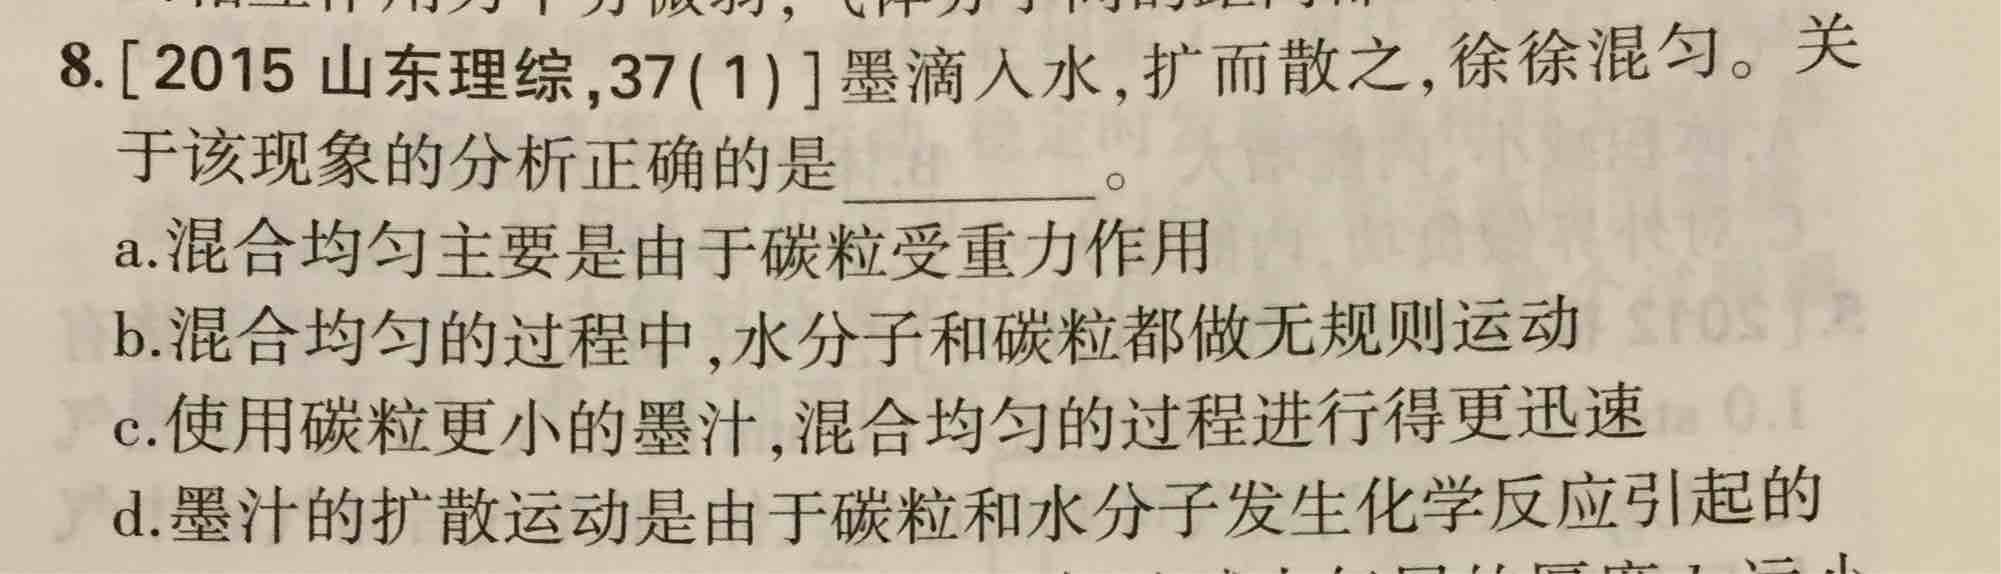 8.[2015 山东理综,37(1)]墨滴入水,扩而散之,徐徐混匀。关
于该现象的分析正确的是________。
a.混合均匀主要是由于碳粒受重力作用
b.混合均匀的过程中,水分子和碳粒都做无规则运动
c.使用碳粒更小的墨汁,混合均匀的过程进行得更迅速
d.墨汁的扩散运动是由于碳粒和水分子发生化学反应引起的